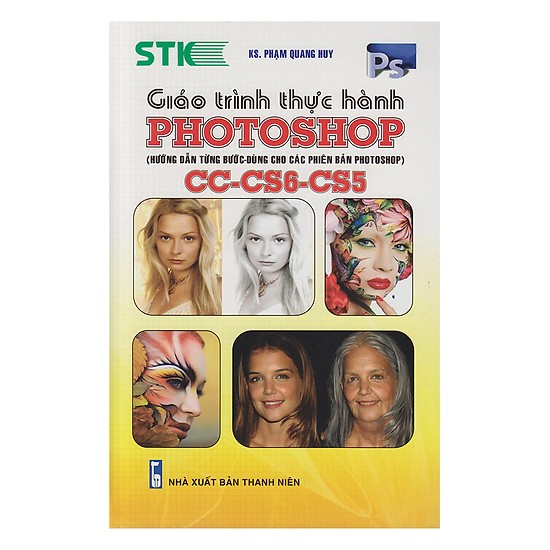 STK
KS. PHẠM QUANG HUY
Ps
Giáo trình thực hành
PHOTOSHOP
(HƯỚNG DẪN TỪNG BƯỚC-DÙNG CHO CÁC PHIÊN BẢN PHOTOSHOP)
CC-CS6-CS5
NHÀ XUẤT BẢN THANH NIÊN